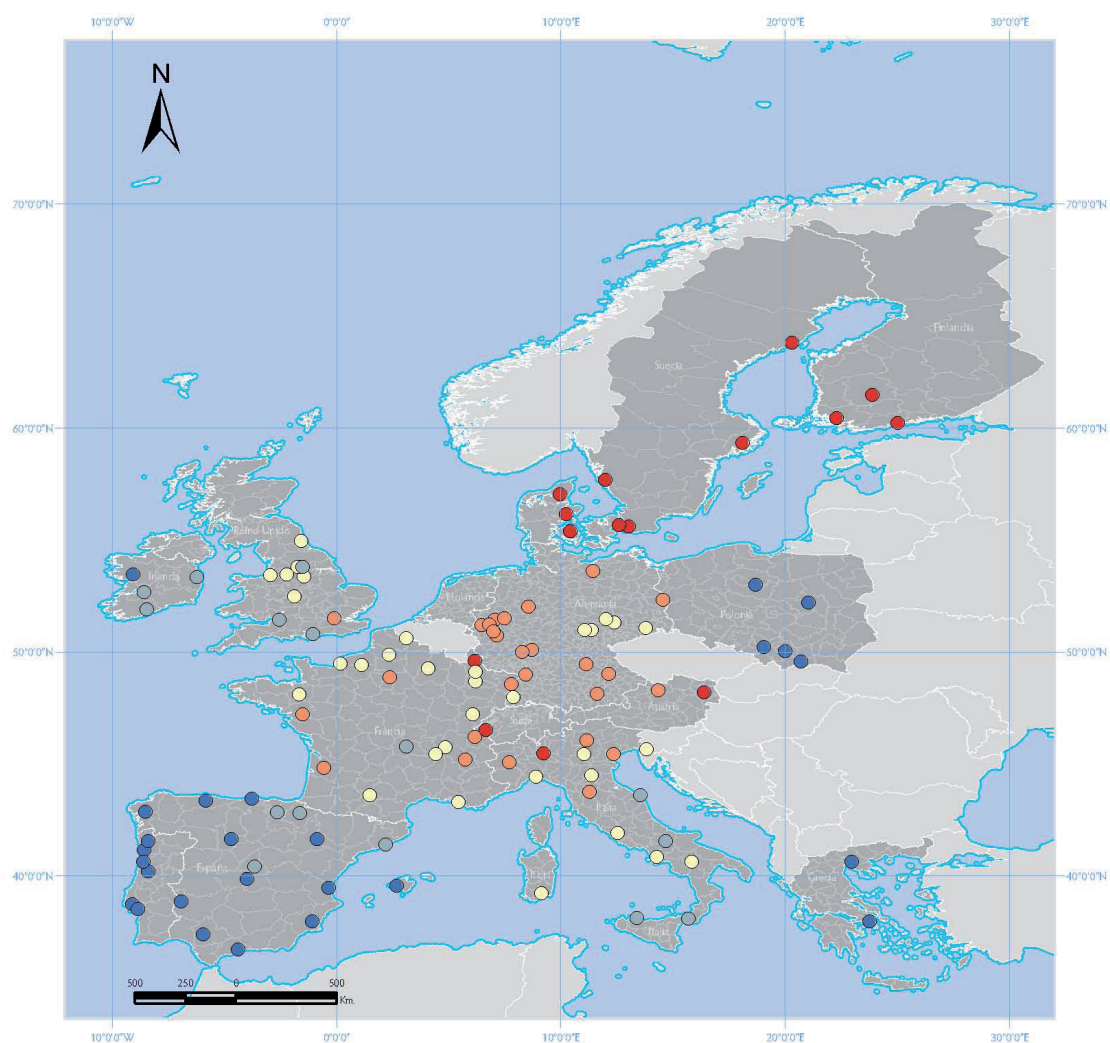 10°0'0"W 0°0'0" 10°0'0"E 20°0'0"E 30°0'0"E
N
70°0'0"N 70°0'0"N
Finlandia
Suecia
60°0'0"N 60°0'0"N
Reino Unido
Irlanda
Holanda
Alemania
Polonia
50°0'0"N 50°0'0"N
Austria
Suiza
Francia
Italia
España
Italia
Grecia
40°0'0"N 40°0'0"N
Italia
500 250 0 500
Km.
10°0'0"W 0°0'0" 10°0'0"E 20°0'0"E 30°0'0"E